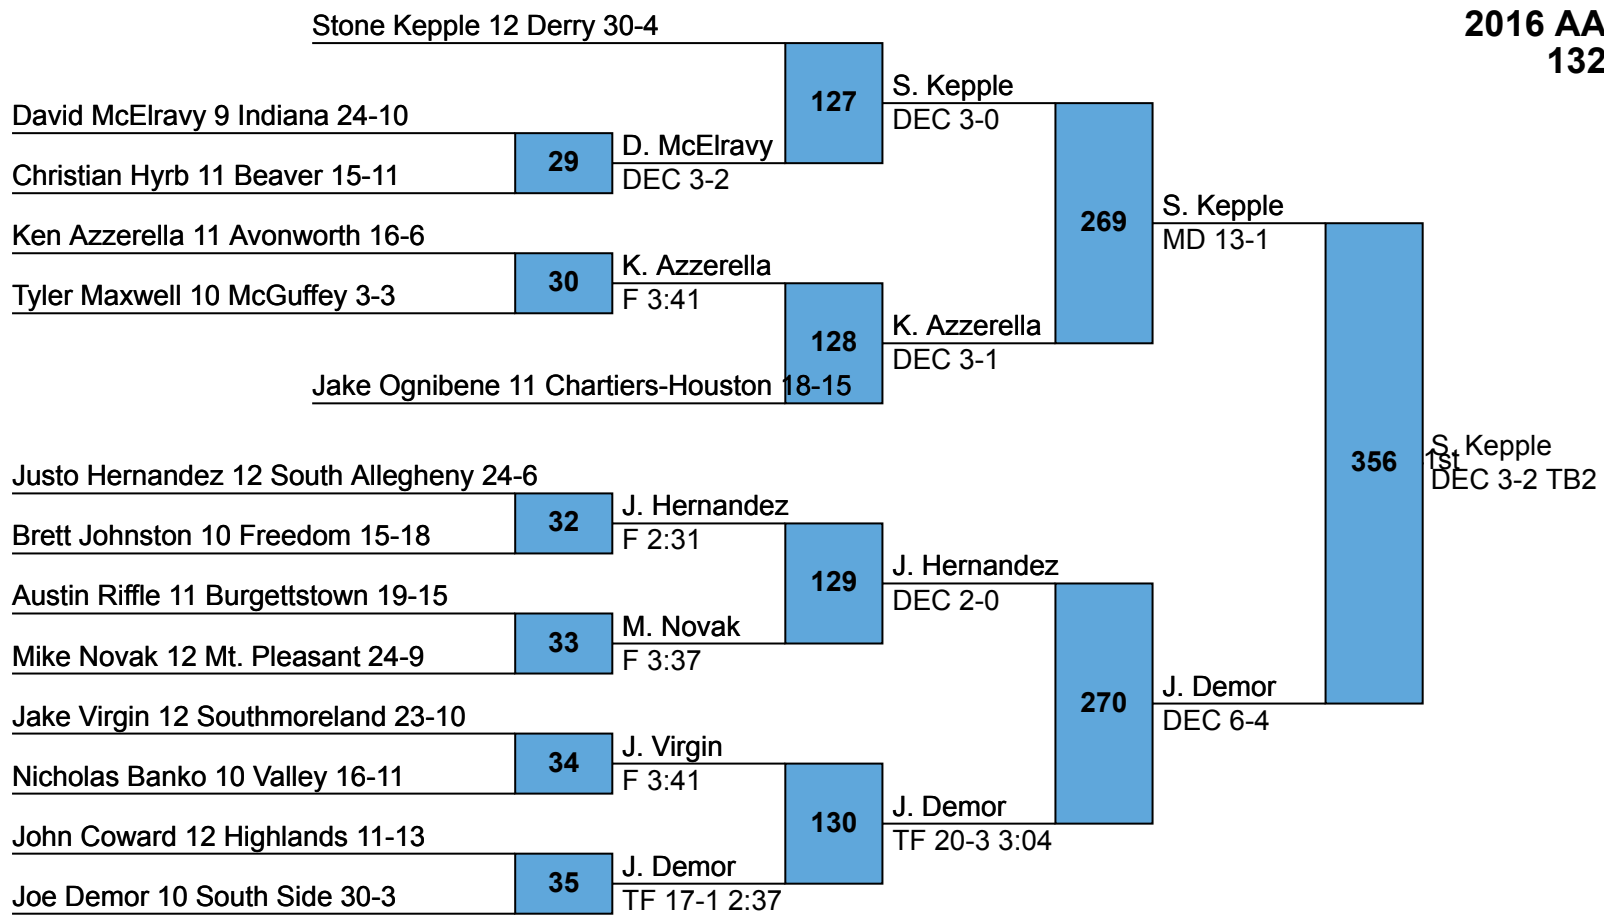 2016 AA
132
Stone Kepple 12 Derry 30-4
127
S. Kepple
DEC 3-0
David McElravy 9 Indiana 24-10
29
D. McElravy
DEC 3-2
Christian Hyrb 11 Beaver 15-11
269
S. Kepple
MD 13-1
Ken Azzerella 11 Avonworth 16-6
30
K. Azzerella
F 3:41
Tyler Maxwell 10 McGuffey 3-3
128
K. Azzerella
DEC 3-1
Jake Ognibene 11 Chartiers-Houston 18-15
356
1st
S. Kepple
DEC 3-2 TB2
Justo Hernandez 12 South Allegheny 24-6
32
J. Hernandez
F 2:31
Brett Johnston 10 Freedom 15-18
129
J. Hernandez
DEC 2-0
Austin Riffle 11 Burgettstown 19-15
33
M. Novak
F 3:37
Mike Novak 12 Mt. Pleasant 24-9
270
J. Demor
DEC 6-4
Jake Virgin 12 Southmoreland 23-10
34
J. Virgin
F 3:41
Nicholas Banko 10 Valley 16-11
130
J. Demor
TF 20-3 3:04
John Coward 12 Highlands 11-13
35
J. Demor
TF 17-1 2:37
Joe Demor 10 South Side 30-3